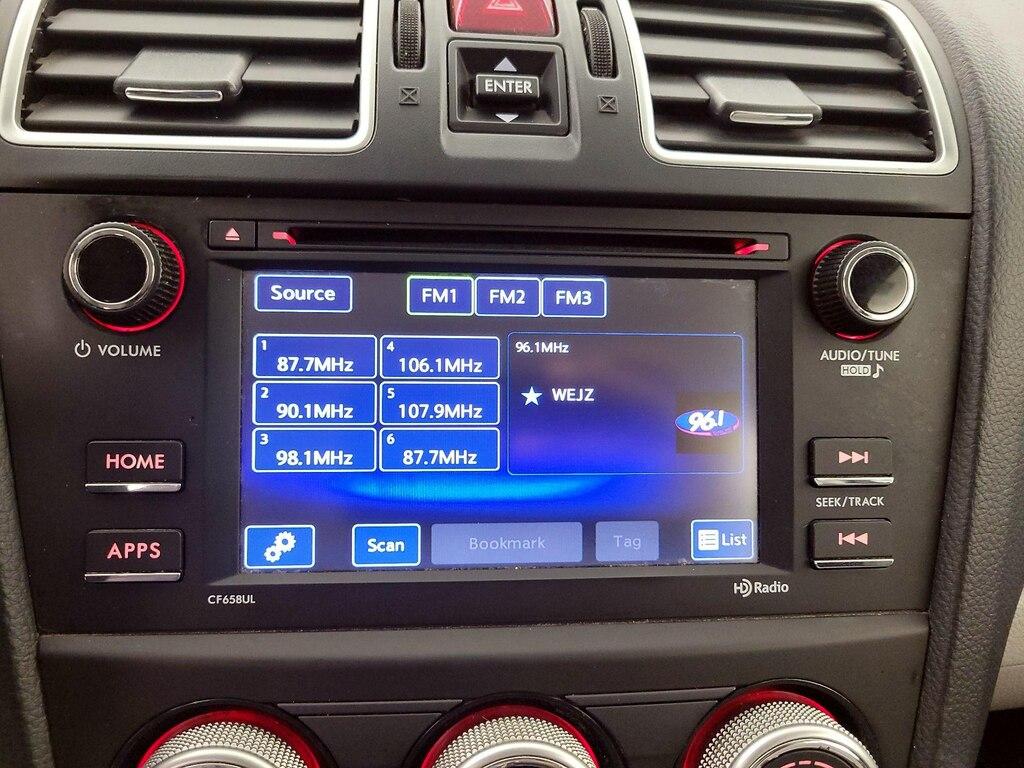 ENTER
Source
FM1 FM2 FM3
VOLUME
AUDIO/TUNE
HOLD
1 87.7MHz
4 106.1MHz
2 90.1MHz
5 107.9MHz
3 98.1MHz
6 87.7MHz
96.1MHz
WEJZ
96.1
HOME
APPS
SEEK/TRACK
Scan
Bookmark
Tag
List
CF658UL
HD Radio